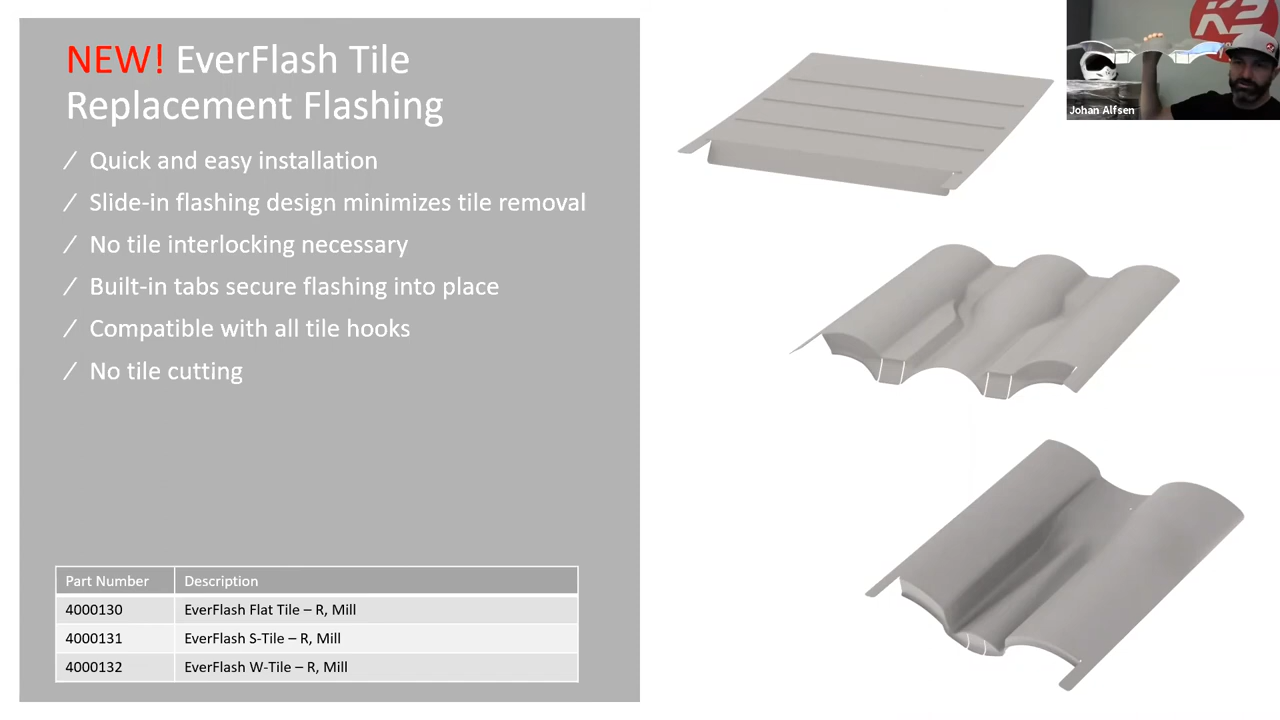 NEW! EverFlash Tile
Replacement Flashing
/ Quick and easy installation
/ Slide-in flashing design minimizes tile removal
/ No tile interlocking necessary
/ Built-in tabs secure flashing into place
/ Compatible with all tile hooks
/ No tile cutting
Part Number Description
4000130 EverFlash Flat Tile – R, Mill
4000131 EverFlash S-Tile – R, Mill
4000132 EverFlash W-Tile – R, Mill
Johan Alfsen